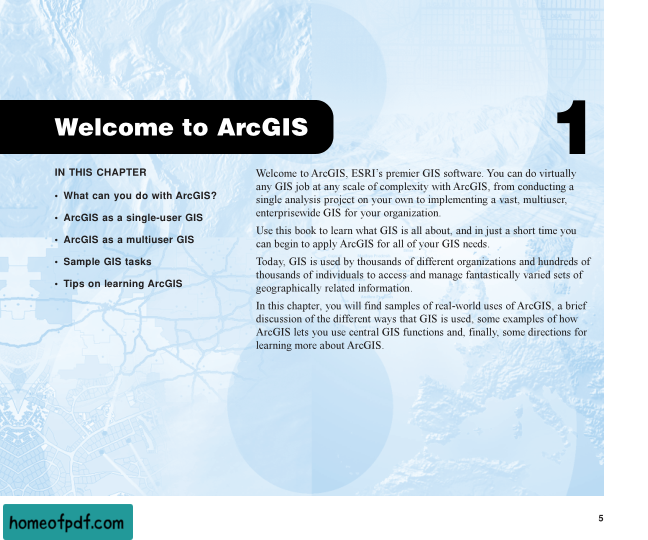 Welcome to ArcGIS
1
IN THIS CHAPTER
• What can you do with ArcGIS?
• ArcGIS as a single-user GIS
• ArcGIS as a multiuser GIS
• Sample GIS tasks
• Tips on learning ArcGIS
Welcome to ArcGIS, ESRI's premier GIS software. You can do virtually
any GIS job at any scale of complexity with ArcGIS, from conducting a
single analysis project on your own to implementing a vast, multiuser,
enterprisewide GIS for your organization.
Use this book to learn what GIS is all about, and in just a short time you
can begin to apply ArcGIS for all of your GIS needs.
Today, GIS is used by thousands of different organizations and hundreds of
thousands of individuals to access and manage fantastically varied sets of
geographically related information.
In this chapter, you will find samples of real-world uses of ArcGIS, a brief
discussion of the different ways that GIS is used, some examples of how
ArcGIS lets you use central GIS functions and, finally, some directions for
learning more about ArcGIS.
homeofpdf.com
5